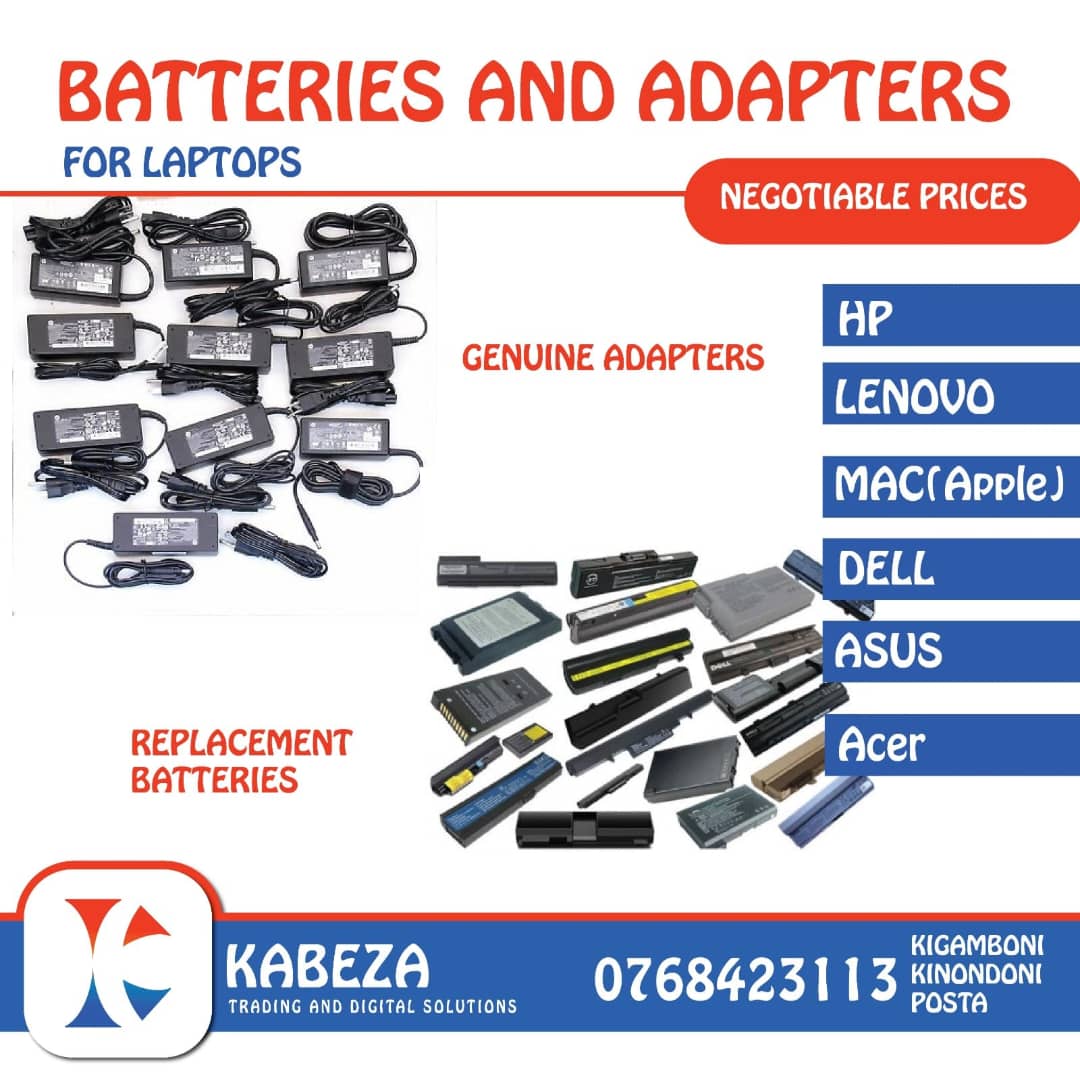 BATTERIES AND ADAPTERS
FOR LAPTOPS
NEGOTIABLE PRICES
HP
GENUINE ADAPTERS
LENOVO
MAC(Apple)
DELL
ASUS
Acer
REPLACEMENT
BATTERIES
KABEZA
TRADING AND DIGITAL SOLUTIONS
0768423113
KIGAMBONI
KINONDONI
POSTA
DELL